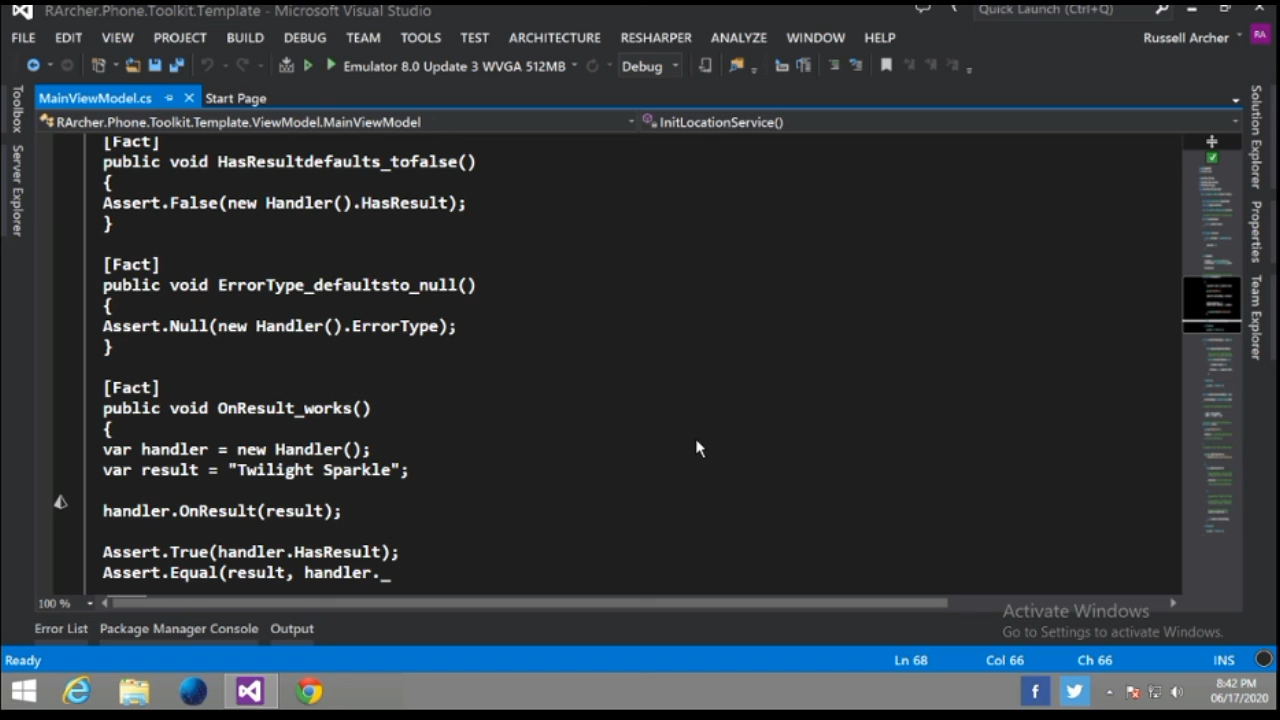 RArcher.Phone.Toolkit.Template - Microsoft Visual Studio
Quick Launch (Ctrl+Q)
FILE EDIT VIEW PROJECT BUILD DEBUG TEAM TOOLS TEST ARCHITECTURE RESHARPER ANALYZE WINDOW HELP
Russell Archer RA
Emulator 8.0 Update 3 WVGA 512MB Debug
MainViewModel.cs Start Page
RArcher.Phone.Toolkit.Template.ViewModel.MainViewModel InitLocationService()
Toolbox
Server Explorer
Solution Explorer
Properties
Team Explorer
[Fact]
public void HasResultdefaults_tofalse()
{
Assert.False(new Handler().HasResult);
}
[Fact]
public void ErrorType_defaultsto_null()
{
Assert.Null(new Handler().ErrorType);
}
[Fact]
public void OnResult_works()
{
var handler = new Handler();
var result = "Twilight Sparkle";
handler.OnResult(result);
Assert.True(handler.HasResult);
Assert.Equal(result, handler._
100 %
Activate Windows
Go to Settings to activate Windows.
Error List Package Manager Console Output
Ready Ln 68 Col 66 Ch 66 INS
8:42 PM
06/17/2020